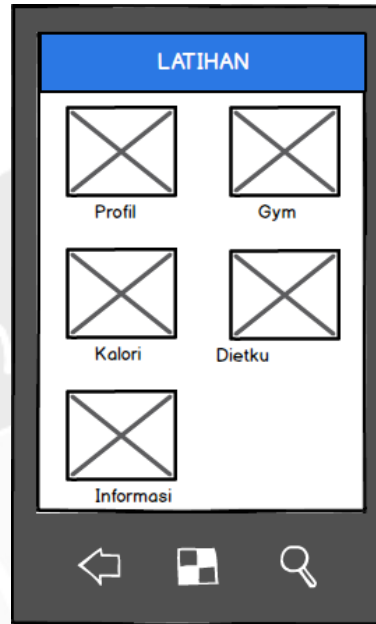 LATIHAN
Profil
Gym
Kalori
Dietku
Informasi